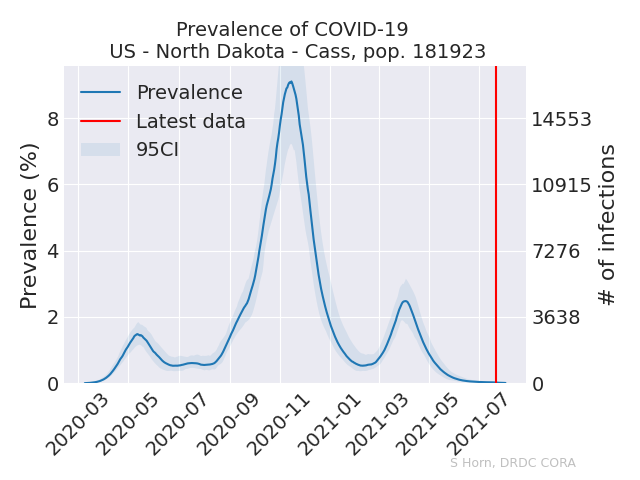 Prevalence of COVID-19
US - North Dakota - Cass, pop. 181923
Prevalence
Latest data
95CI
Prevalence (%)
8
6
4
2
0
14553
10915
7276
3638
0
# of infections
2020-03
2020-05
2020-07
2020-09
2020-11
2021-01
2021-03
2021-05
2021-07
S Horn, DRDC CORA